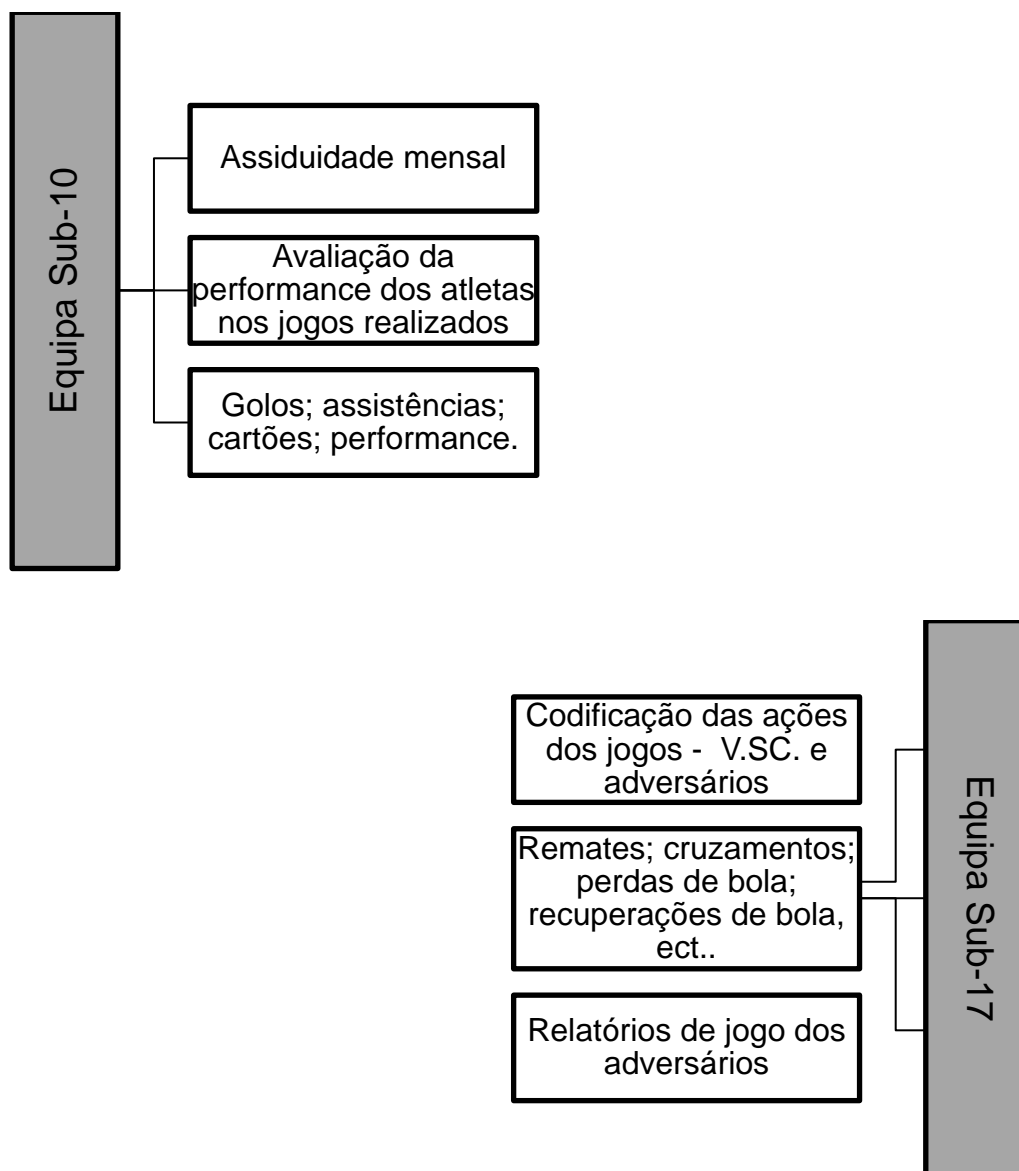 Equipa Sub-10
Assiduidade mensal
Avaliação da
performance dos atletas
nos jogos realizados
Golos; assistências;
cartões; performance.
Codificação das ações
dos jogos - V.SC. e
adversários
Remates; cruzamentos;
perdas de bola;
recuperações de bola,
ect..
Relatórios de jogo dos
adversários
Equipa Sub-17